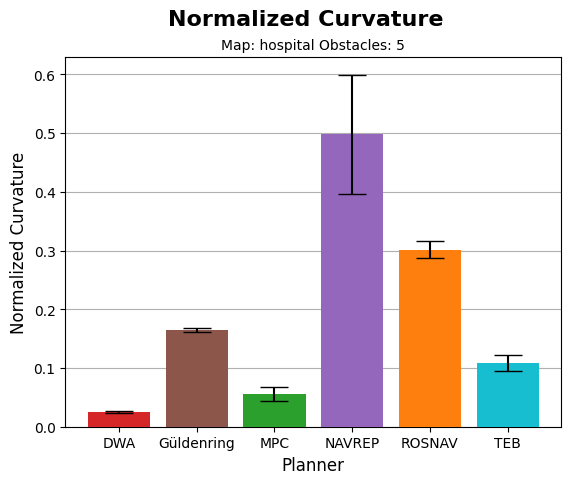 Normalized Curvature
Map: hospital Obstacles: 5
Normalized Curvature
0.6
0.5
0.4
0.3
0.2
0.1
0.0
DWA Güldenring MPC NAVREP ROSNAV TEB
Planner